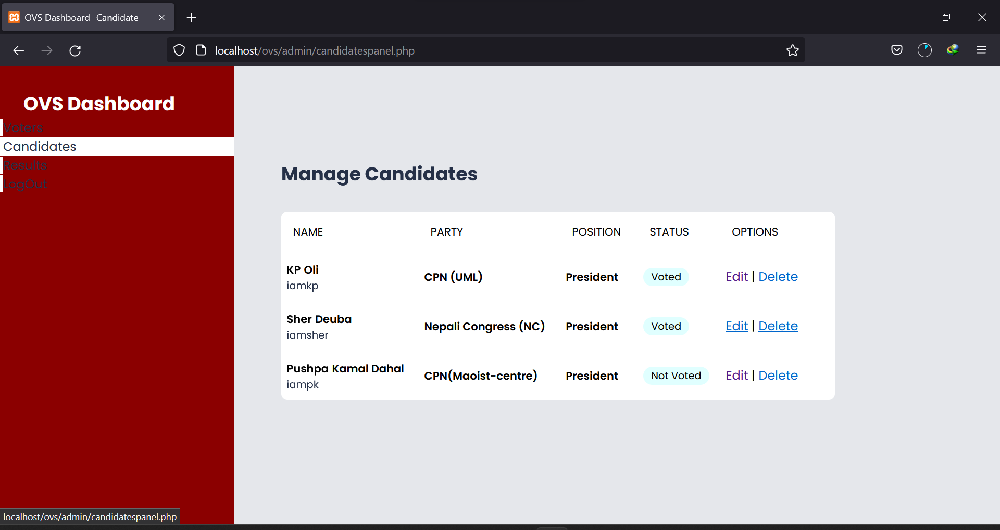 OVS Dashboard- Candidate
localhost/ovs/admin/candidatespanel.php
OVS Dashboard
Voters
Candidates
Results
LogOut
Manage Candidates
NAME PARTY POSITION STATUS OPTIONS
KP Oli
iamkp
CPN (UML) President Voted Edit | Delete
Sher Deuba
iamsher
Nepali Congress (NC) President Voted Edit | Delete
Pushpa Kamal Dahal
iampk
CPN(Maoist-centre) President Not Voted Edit | Delete
localhost/ovs/admin/candidatespanel.php